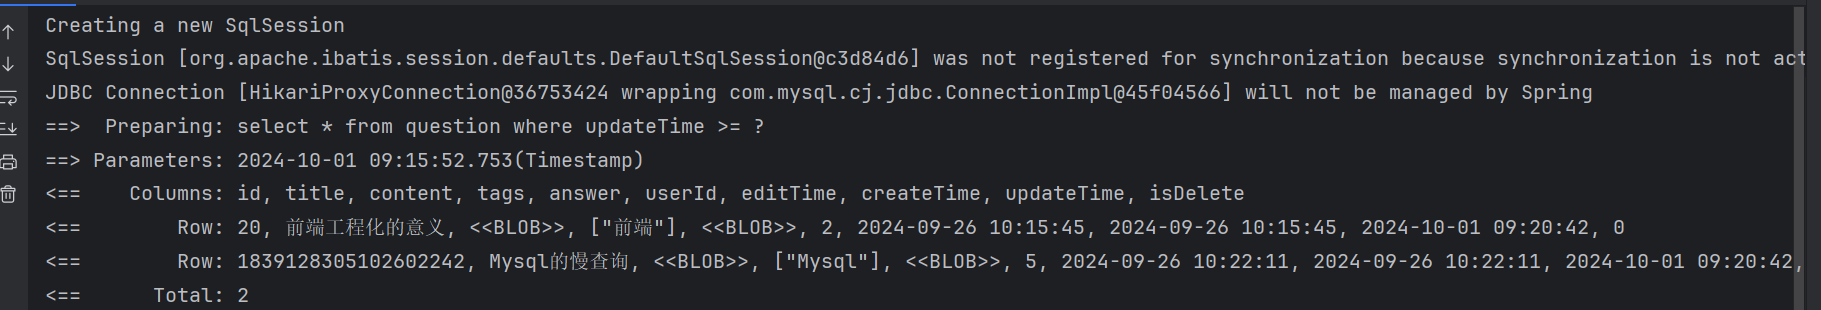 Creating a new SqlSession
SqlSession [org.apache.ibatis.session.defaults.DefaultSqlSession@c3d84d6] was not registered for synchronization because synchronization is not act
JDBC Connection [HikariProxyConnection@36753424 wrapping com.mysql.cj.jdbc.ConnectionImpl@45f04566] will not be managed by Spring
==>  Preparing: select * from question where updateTime >= ?
==> Parameters: 2024-10-01 09:15:52.753(Timestamp)
<==    Columns: id, title, content, tags, answer, userId, editTime, createTime, updateTime, isDelete
<==        Row: 20, 前端工程化的意义, <<BLOB>>, ["前端"], <<BLOB>>, 2, 2024-09-26 10:15:45, 2024-09-26 10:15:45, 2024-10-01 09:20:42, 0
<==        Row: 1839128305102602242, Mysql的慢查询, <<BLOB>>, ["Mysql"], <<BLOB>>, 5, 2024-09-26 10:22:11, 2024-09-26 10:22:11, 2024-10-01 09:20:42,
<==      Total: 2